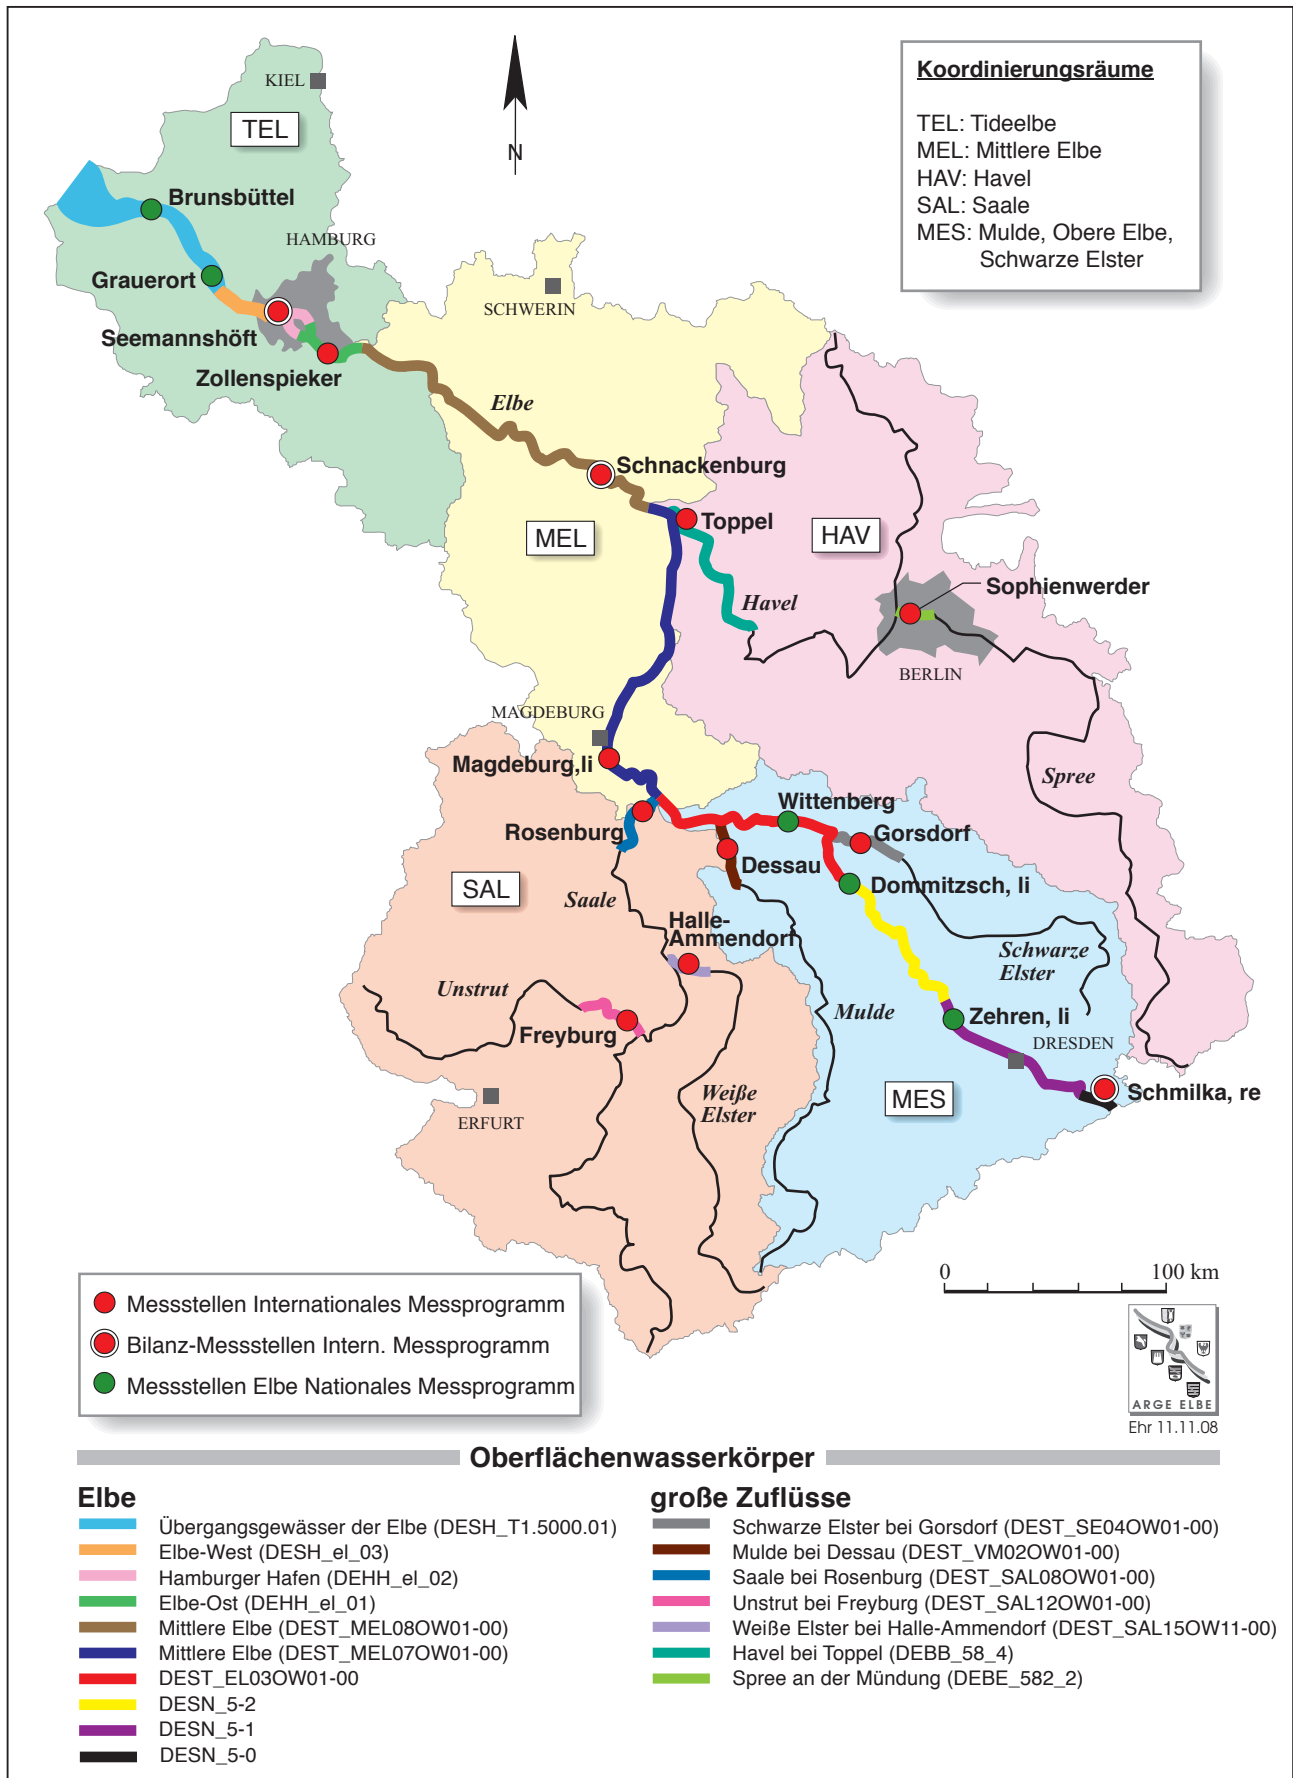 KIEL
TEL
N
Koordinierungsräume
TEL: Tideelbe
MEL: Mittlere Elbe
HAV: Havel
SAL: Saale
MES: Mulde, Obere Elbe,
Schwarze Elster
Brunsbüttel
HAMBURG
Grauerort
SCHWERIN
Seemannshöft
Zollenspieker
Elbe
Schnackenburg
Toppel
MEL
HAV
Sophienwerder
Havel
BERLIN
MAGDEBURG
Magdeburg,li
Spree
Wittenberg
Rosenburg
Gorsdorf
Dessau
SAL
Dommitzsch, li
Saale
Halle-
Ammendorf
Schwarze
Elster
Unstrut
Mulde
Zehren, li
Freyburg
DRESDEN
Weiße
Elster
MES
Schmilka, re
ERFURT
0 100 km
Messstellen Internationales Messprogramm
Bilanz-Messstellen Intern. Messprogramm
Messstellen Elbe Nationales Messprogramm
ARGE ELBE
Ehr 11.11.08
Oberflächenwasserkörper
Elbe
Übergangsgewässer der Elbe (DESH_T1.5000.01)
Elbe-West (DESH_el_03)
Hamburger Hafen (DEHH_el_02)
Elbe-Ost (DEHH_el_01)
Mittlere Elbe (DEST_MEL08OW01-00)
Mittlere Elbe (DEST_MEL07OW01-00)
DEST_EL03OW01-00
DESN_5-2
DESN_5-1
DESN_5-0
große Zuflüsse
Schwarze Elster bei Gorsdorf (DEST_SE04OW01-00)
Mulde bei Dessau (DEST_VM02OW01-00)
Saale bei Rosenburg (DEST_SAL08OW01-00)
Unstrut bei Freyburg (DEST_SAL12OW01-00)
Weiße Elster bei Halle-Ammendorf (DEST_SAL15OW11-00)
Havel bei Toppel (DEBB_58_4)
Spree an der Mündung (DEBE_582_2)